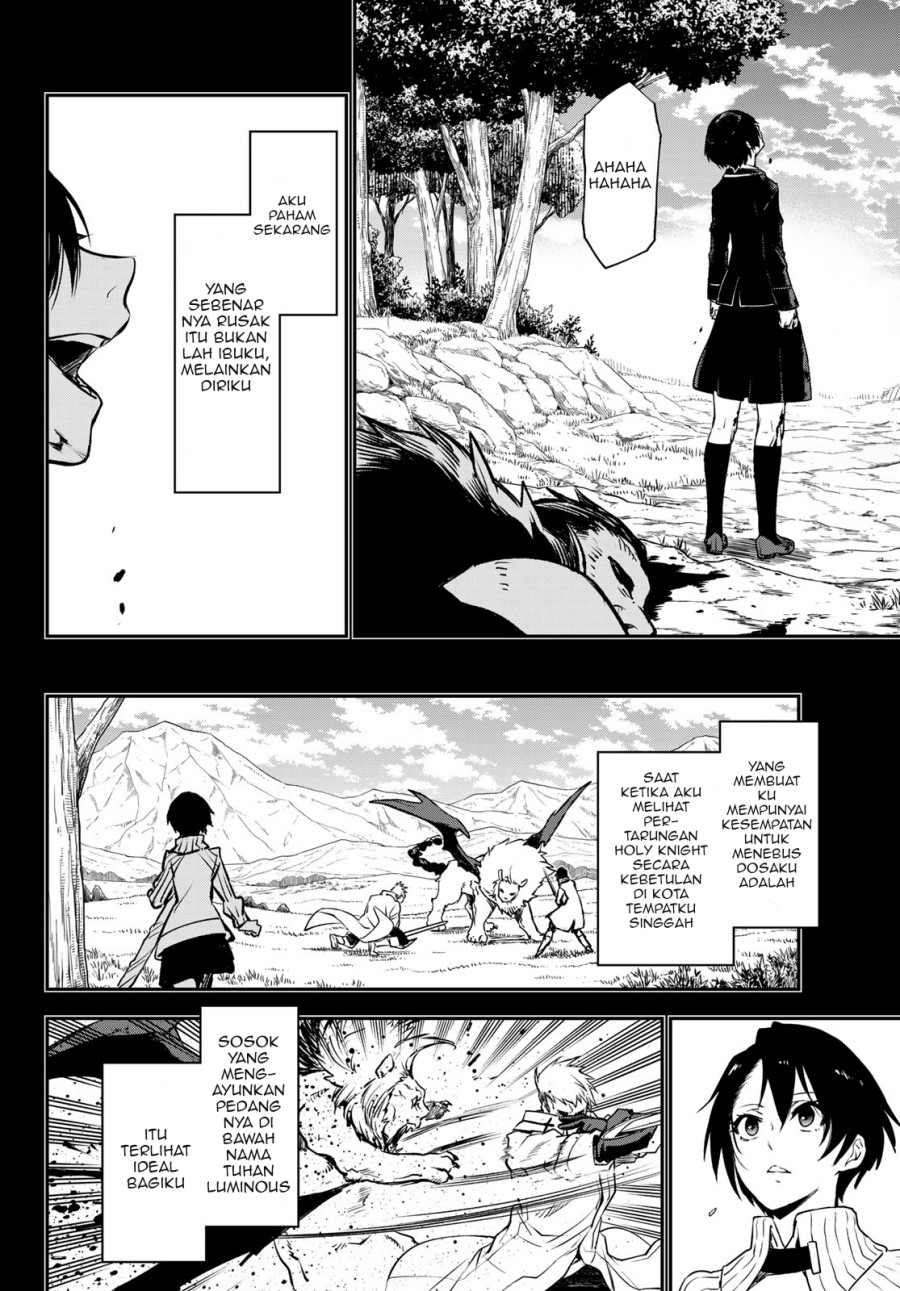 AHAHA
HAHAHA
AKU
PAHAM
SEKARANG
YANG
SEBENAR
NYA RUSAK
ITU BUKAN
LAH IBUKU,
MELAINKAN
DIRIKU
YANG
MEMBUAT
KU
MEMPUNYAI
KESEMPATAN
UNTUK
MENEBUS
DOSAKU
ADALAH
SAAT
KETIKA AKU
MELIHAT
PER-
TARUNGAN
HOLY KNIGHT
SECARA
KEBETULAN
DI KOTA
TEMPATKU
SINGGAH
SOSOK
YANG
MENG-
AYUNKAN
PEDANG
NYA DI
BAWAH
NAMA
TUHAN
LUMINOUS
ITU
TERLIHAT
IDEAL
BAGIKU